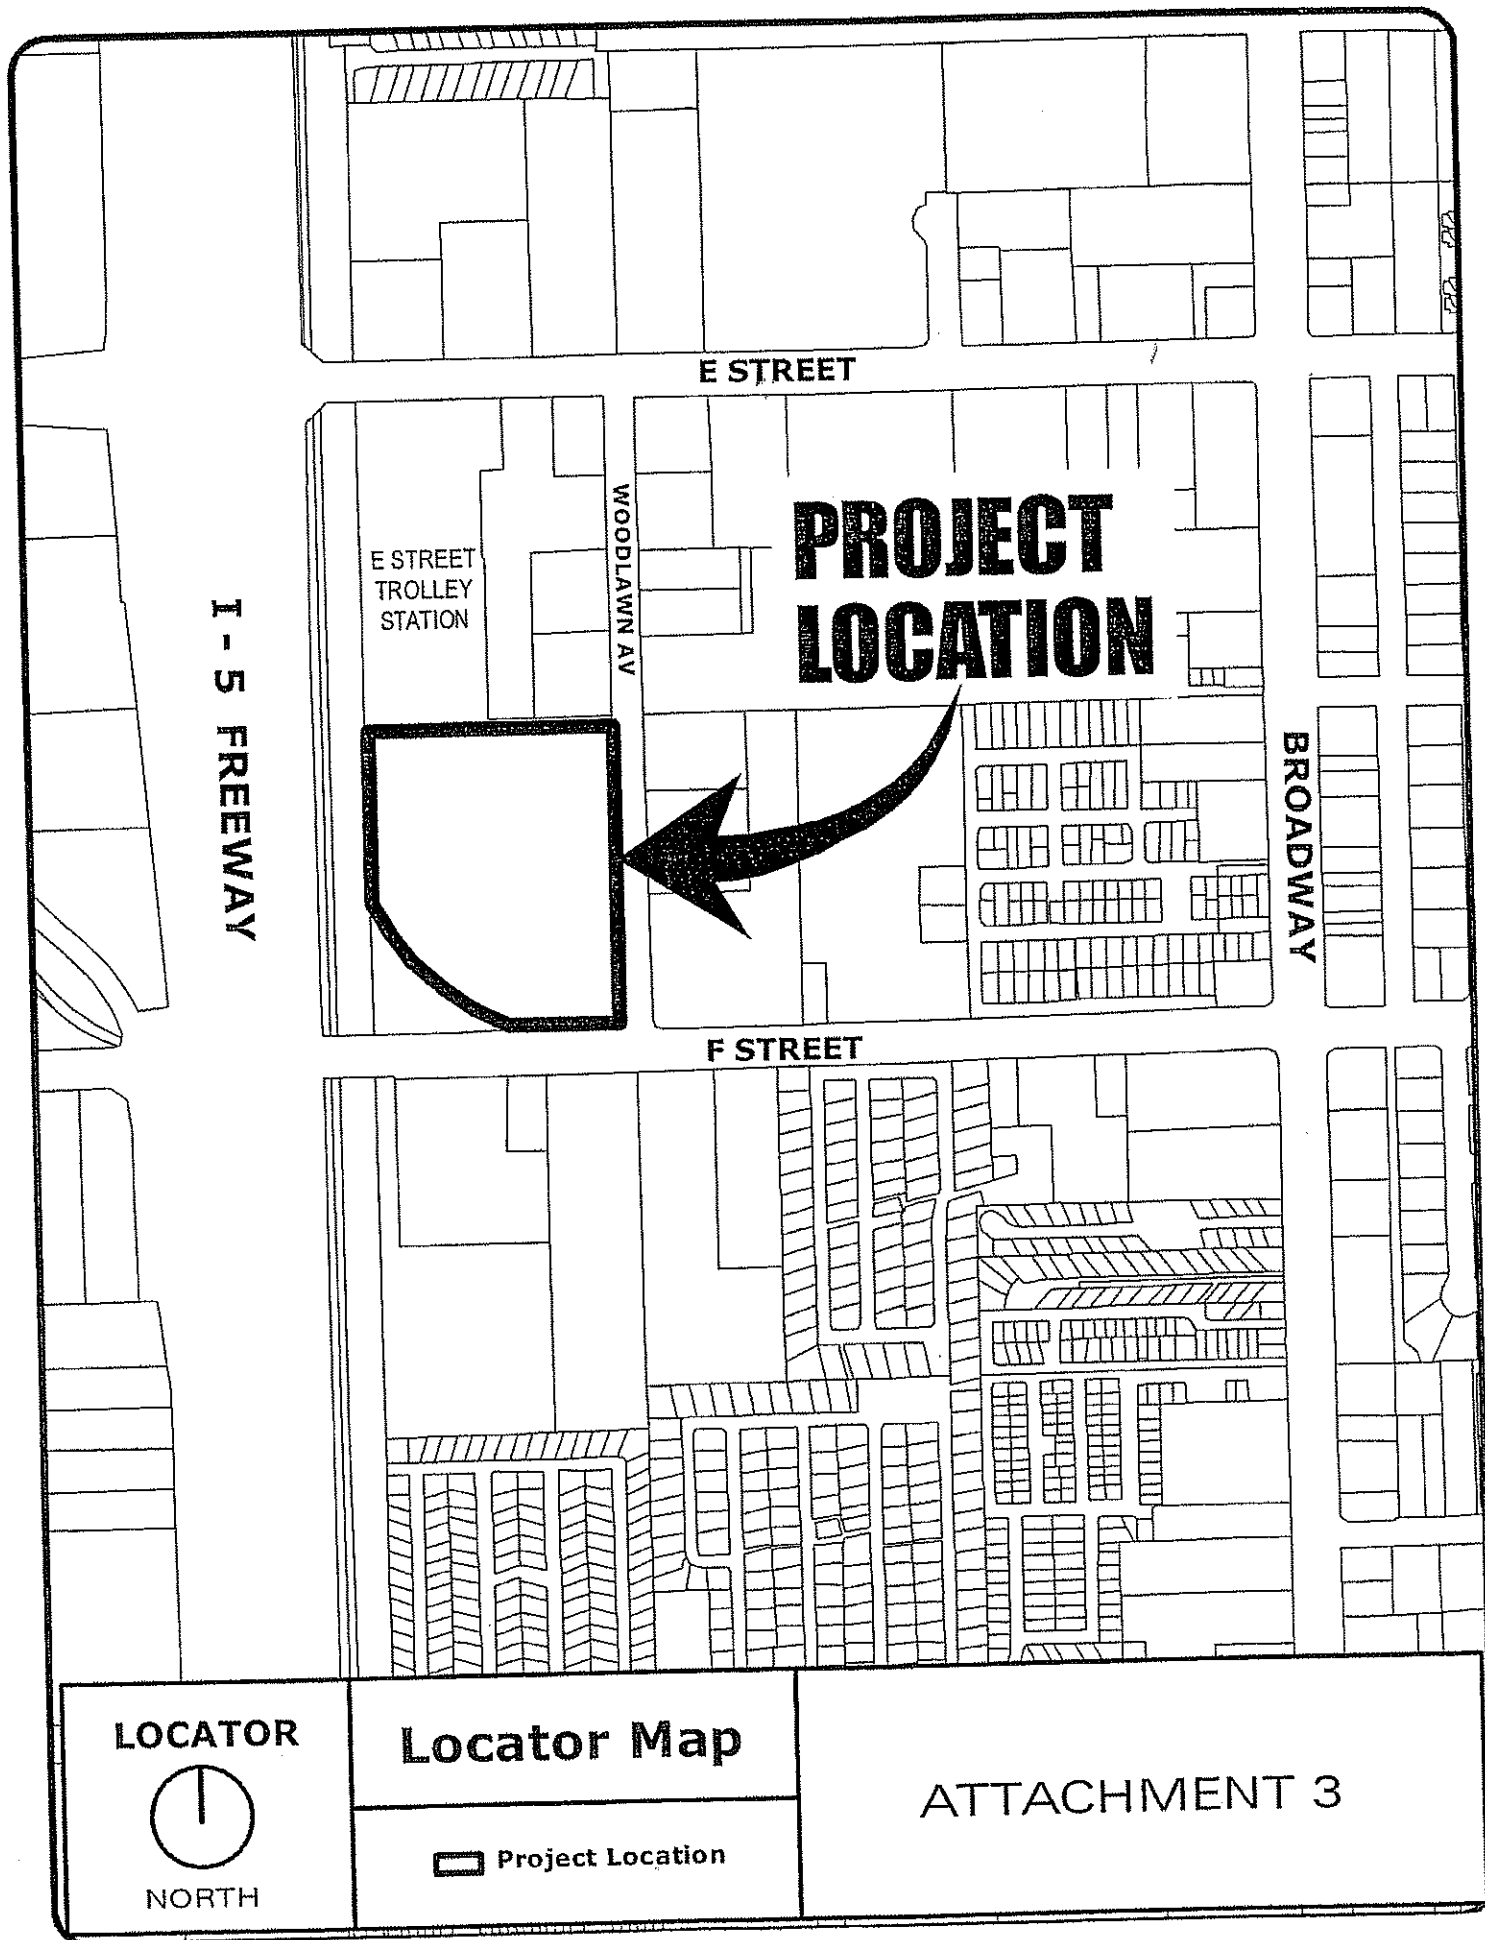 E STREET
E STREET
TROLLEY
STATION
WOODLAWN AV
PROJECT
LOCATION
I - 5 FREEWAY
BROADWAY
F STREET
LOCATOR
NORTH
Locator Map
Project Location
ATTACHMENT 3